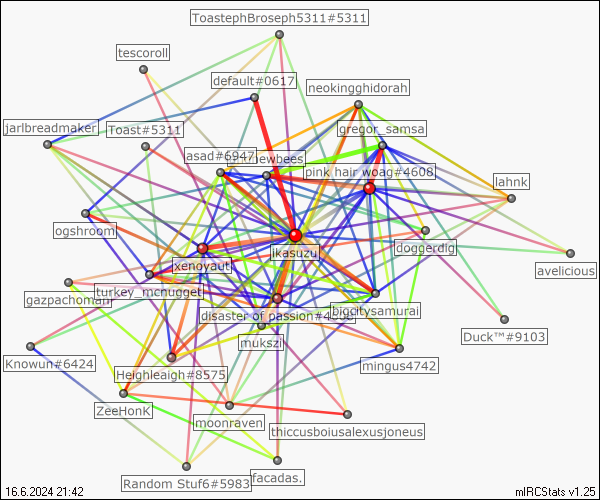 ToastephBroseph5311#5311
tescoroll
default#0617
neokingghidorah
jarlbreadmaker
Toast#5311
gregor_samsa
asad#6947
pink hair woag#4608
lahnk
ogshroom
ikasuzu
doggerdig
xenoyaut
avelicious
gazpachoman
turkey_mcnugget
disaster of passion#4
bigcitysamurai
Duck™#9103
mukszi
Knowun#6424
Heighleaigh#8575
mingus4742
ZeeHonK
moonraven
thiccusboiusalexusjoneus
Random Stuf6#5983
facadas.
16.6.2024 21:42
mIRCStats v1.25